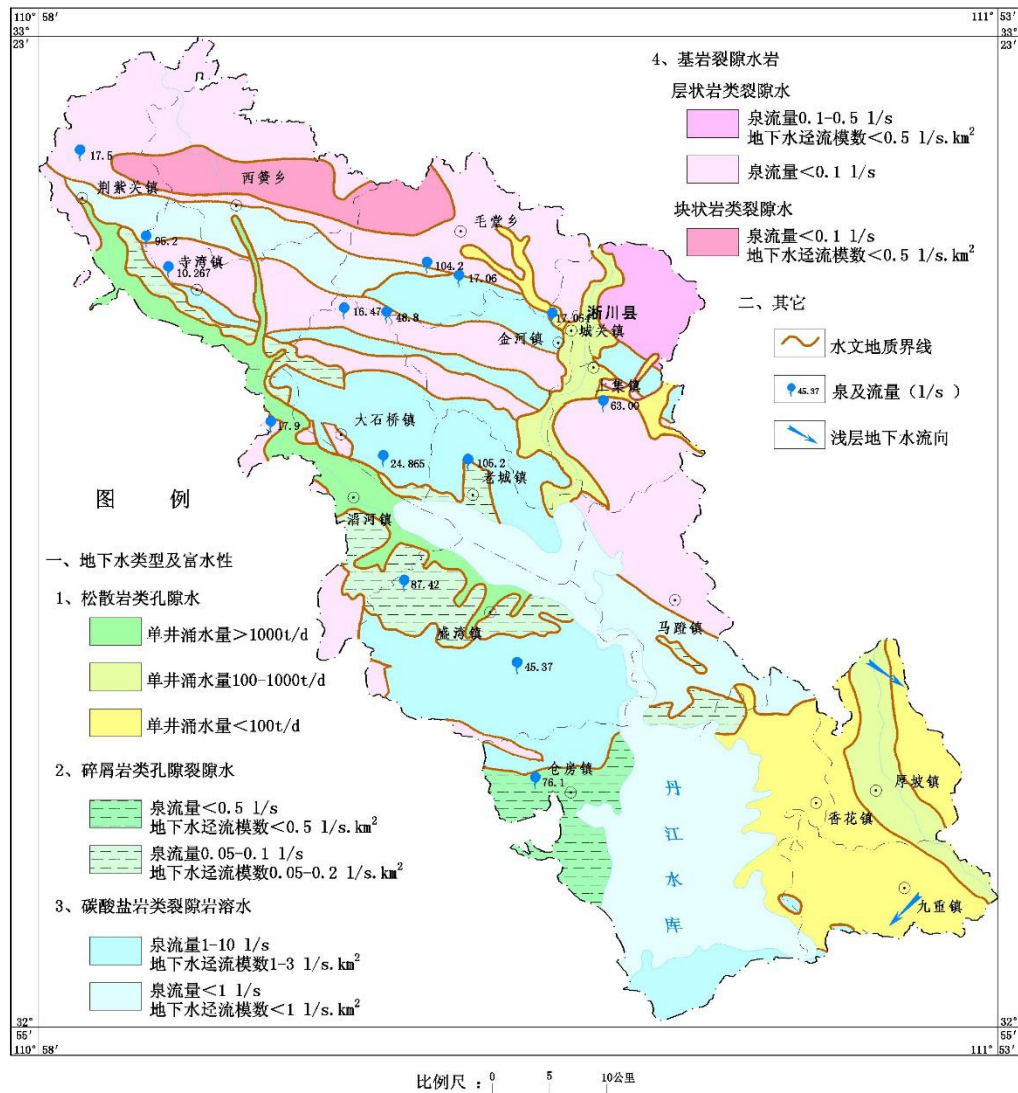 110° 58′
111° 53′
33°
23′
33°
23′
4、基岩裂隙水岩
层状岩类裂隙水
泉流量0.1-0.5 l/s
地下水迳流模数<0.5 l/s.km²
泉流量<0.1 l/s
块状岩类裂隙水
泉流量<0.1 l/s
地下水迳流模数<0.5 l/s.km²
二、其它
水文地质界线
45.37
泉及流量(l/s )
浅层地下水流向
17.5
荆紫关镇
西簧乡
毛堂乡
95.2
寺湾镇
10.267
104.2
17.06
16.47
48.8
17.054
淅川县
城关镇
金河镇
上集镇
63.00
17.9
大石桥镇
24.865
105.2
老城镇
滔河镇
87.42
盛湾镇
马蹬镇
45.37
仓房镇
76.1
丹江水库
厚坡镇
香花镇
九重镇
图 例
一、地下水类型及富水性
1、松散岩类孔隙水
单井涌水量>1000t/d
单井涌水量100-1000t/d
单井涌水量<100t/d
2、碎屑岩类孔隙裂隙水
泉流量<0.5 l/s
地下水迳流模数<0.5 l/s.km²
泉流量0.05-0.1 l/s
地下水迳流模数0.05-0.2 l/s.km²
3、碳酸盐岩类裂隙岩溶水
泉流量1-10 l/s
地下水迳流模数1-3 l/s.km²
泉流量<1 l/s
地下水迳流模数<1 l/s.km²
32°
55′
32°
55′
110° 58′
111° 53′
比例尺 : 0 5 10公里